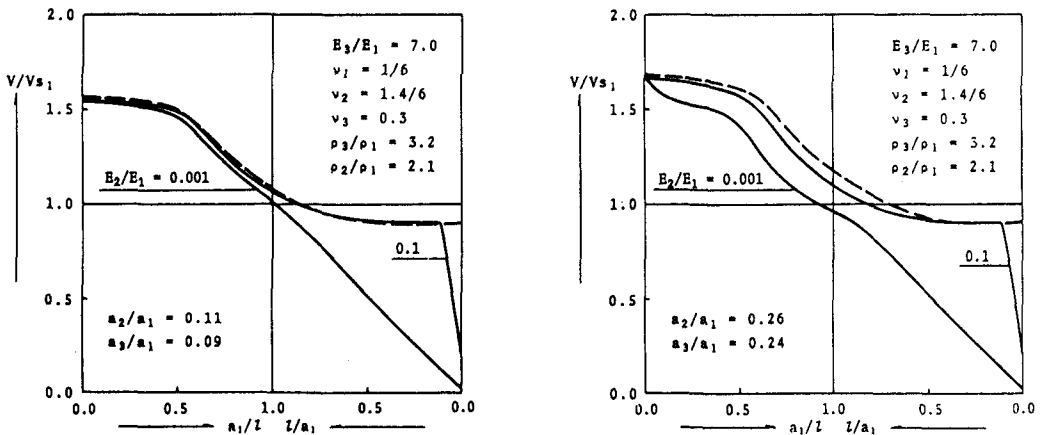 2.0
V/Vs1
1.5
1.0
0.5
0.0
E3/E1 = 7.0
ν1 = 1/6
ν2 = 1.4/6
ν3 = 0.3
ρ3/ρ1 = 3.2
ρ2/ρ1 = 2.1
E2/E1 = 0.001
0.1
a2/a1 = 0.11
a3/a1 = 0.09
0.0 0.5 1.0 0.5 0.0
a1/l l/a1
2.0
V/Vs1
1.5
1.0
0.5
0.0
E3/E1 = 7.0
ν1 = 1/6
ν2 = 1.4/6
ν3 = 0.3
ρ3/ρ1 = 3.2
ρ2/ρ1 = 2.1
E2/E1 = 0.001
0.1
a2/a1 = 0.26
a3/a1 = 0.24
0.0 0.5 1.0 0.5 0.0
a1/l l/a1